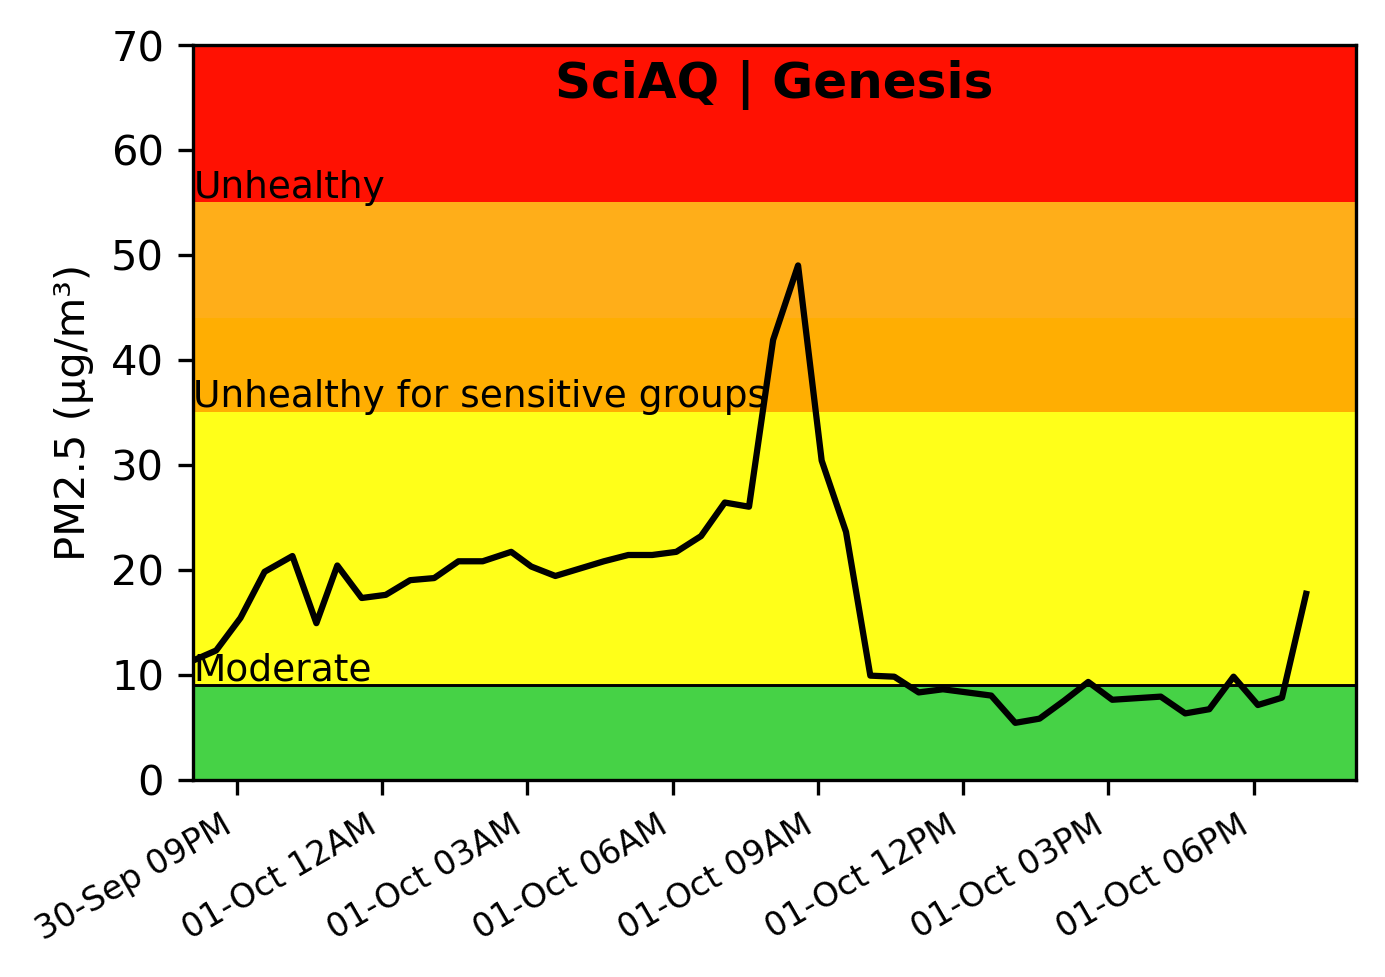 SciAQ | Genesis
PM2.5 (µg/m³)
70
60
50
40
30
20
10
0
Unhealthy
Unhealthy for sensitive groups
Moderate
30-Sep 09PM
01-Oct 12AM
01-Oct 03AM
01-Oct 06AM
01-Oct 09AM
01-Oct 12PM
01-Oct 03PM
01-Oct 06PM